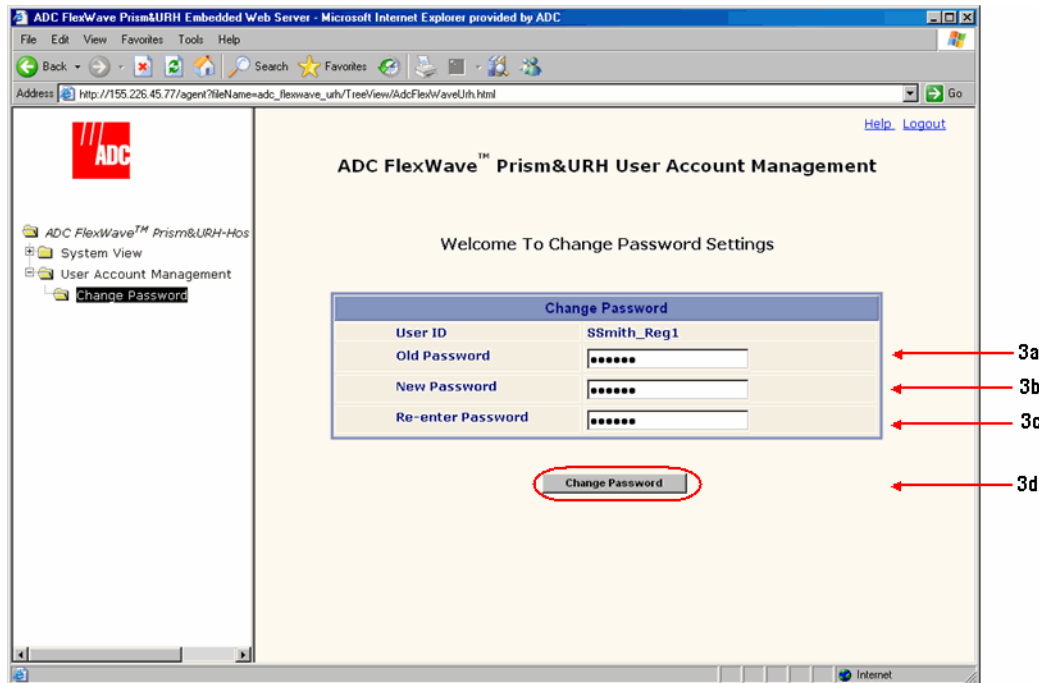 ADC FlexWave Prism&URH Embedded Web Server - Microsoft Internet Explorer provided by ADC
File Edit View Favorites Tools Help
Back Search Favorites
Address http://155.226.45.77/agent?fileName=adc_flexwave_urh/TreeView/AdcFlexWaveUrh.html Go
Help Logout
ADC
ADC FlexWave™ Prism&URH User Account Management
ADC FlexWave™ Prism&URH-Hos
System View
User Account Management
Change Password
Welcome To Change Password Settings
Change Password
User ID SSmith_Reg1
Old Password •••••• 3a
New Password •••••• 3b
Re-enter Password •••••• 3c
Change Password 3d
Internet